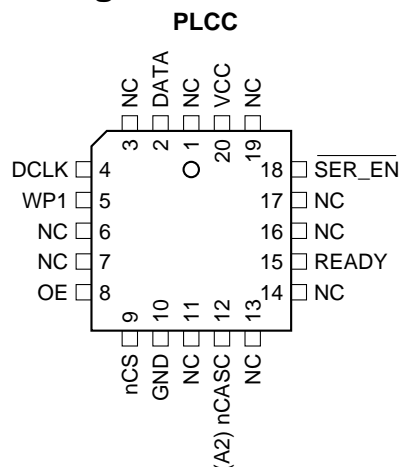 PLCC
NC
DATA
NC
VCC
NC
3
2
1
20
19
DCLK 4
WP1 5
NC 6
NC 7
OE 8
18 SER_EN
17 NC
16 NC
15 READY
14 NC
9
10
11
12
13
nCS
GND
NC
(A2) nCASC
NC